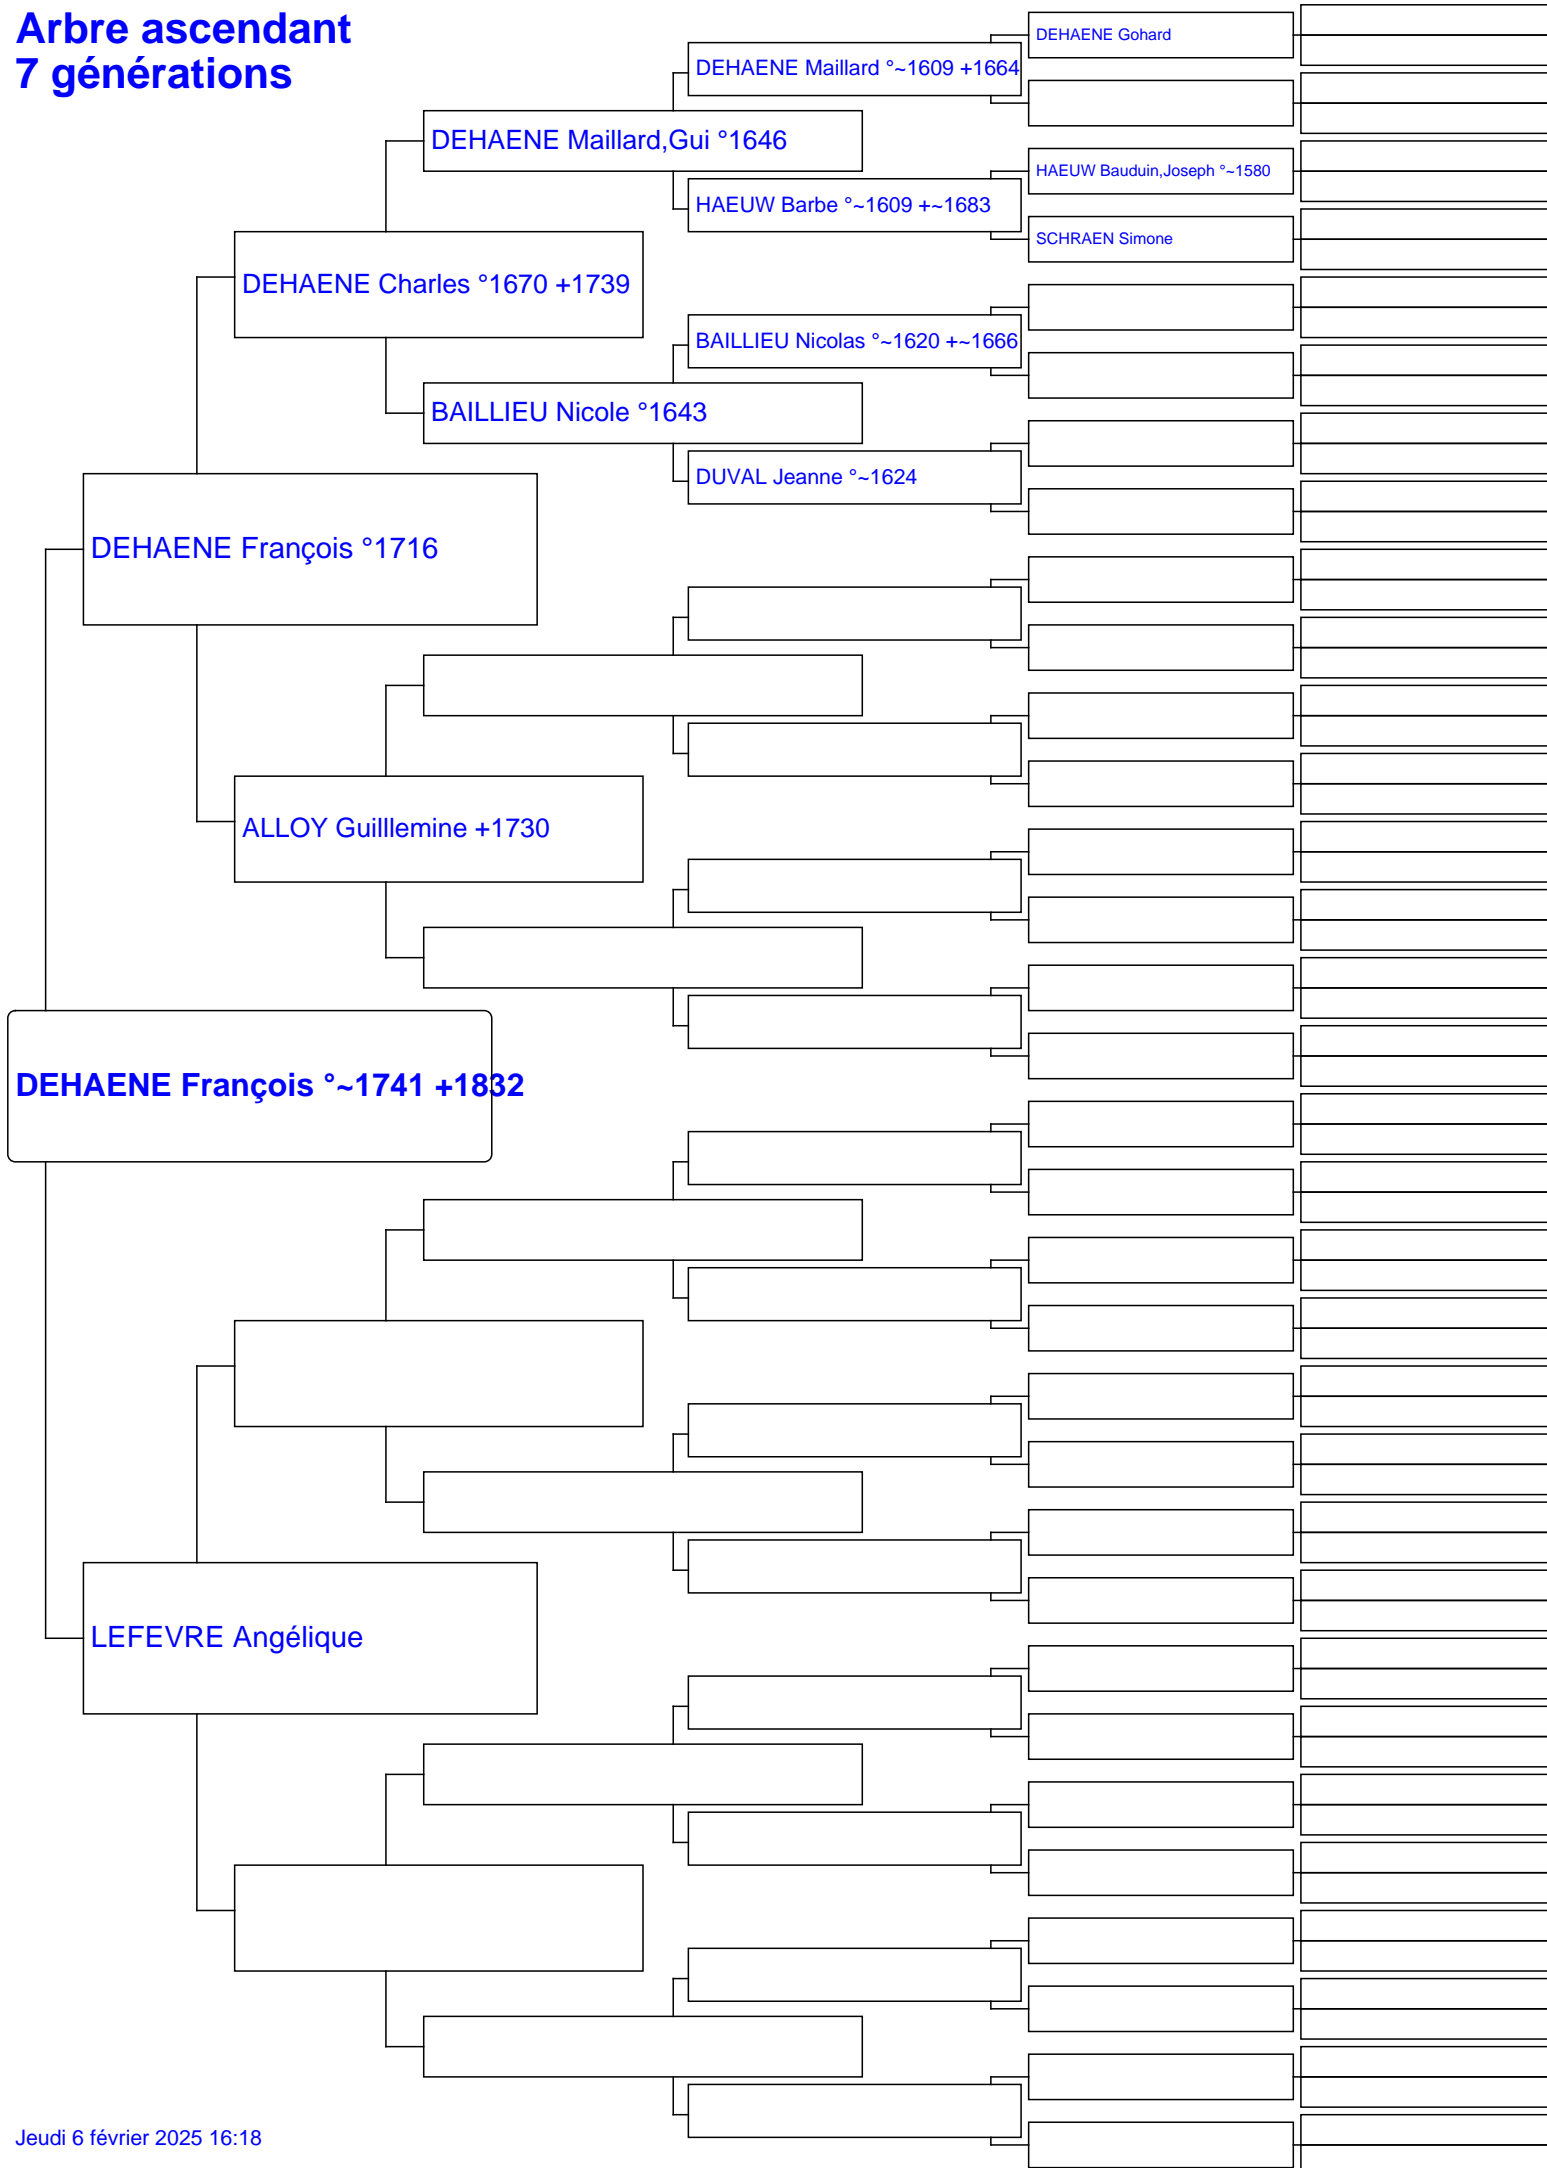 Arbre ascendant
7 générations
DEHAENE Gohard
DEHAENE Maillard °~1609 +1664
DEHAENE Maillard,Gui °1646
HAEUW Bauduin,Joseph °~1580
HAEUW Barbe °~1609 +~1683
SCHRAEN Simone
DEHAENE Charles °1670 +1739
BAILLIEU Nicolas °~1620 +~1666
BAILLIEU Nicole °1643
DUVAL Jeanne °~1624
DEHAENE François °1716
ALLOY Guilllemine +1730
DEHAENE François °~1741 +1832
LEFEVRE Angélique
Jeudi 6 février 2025 16:18